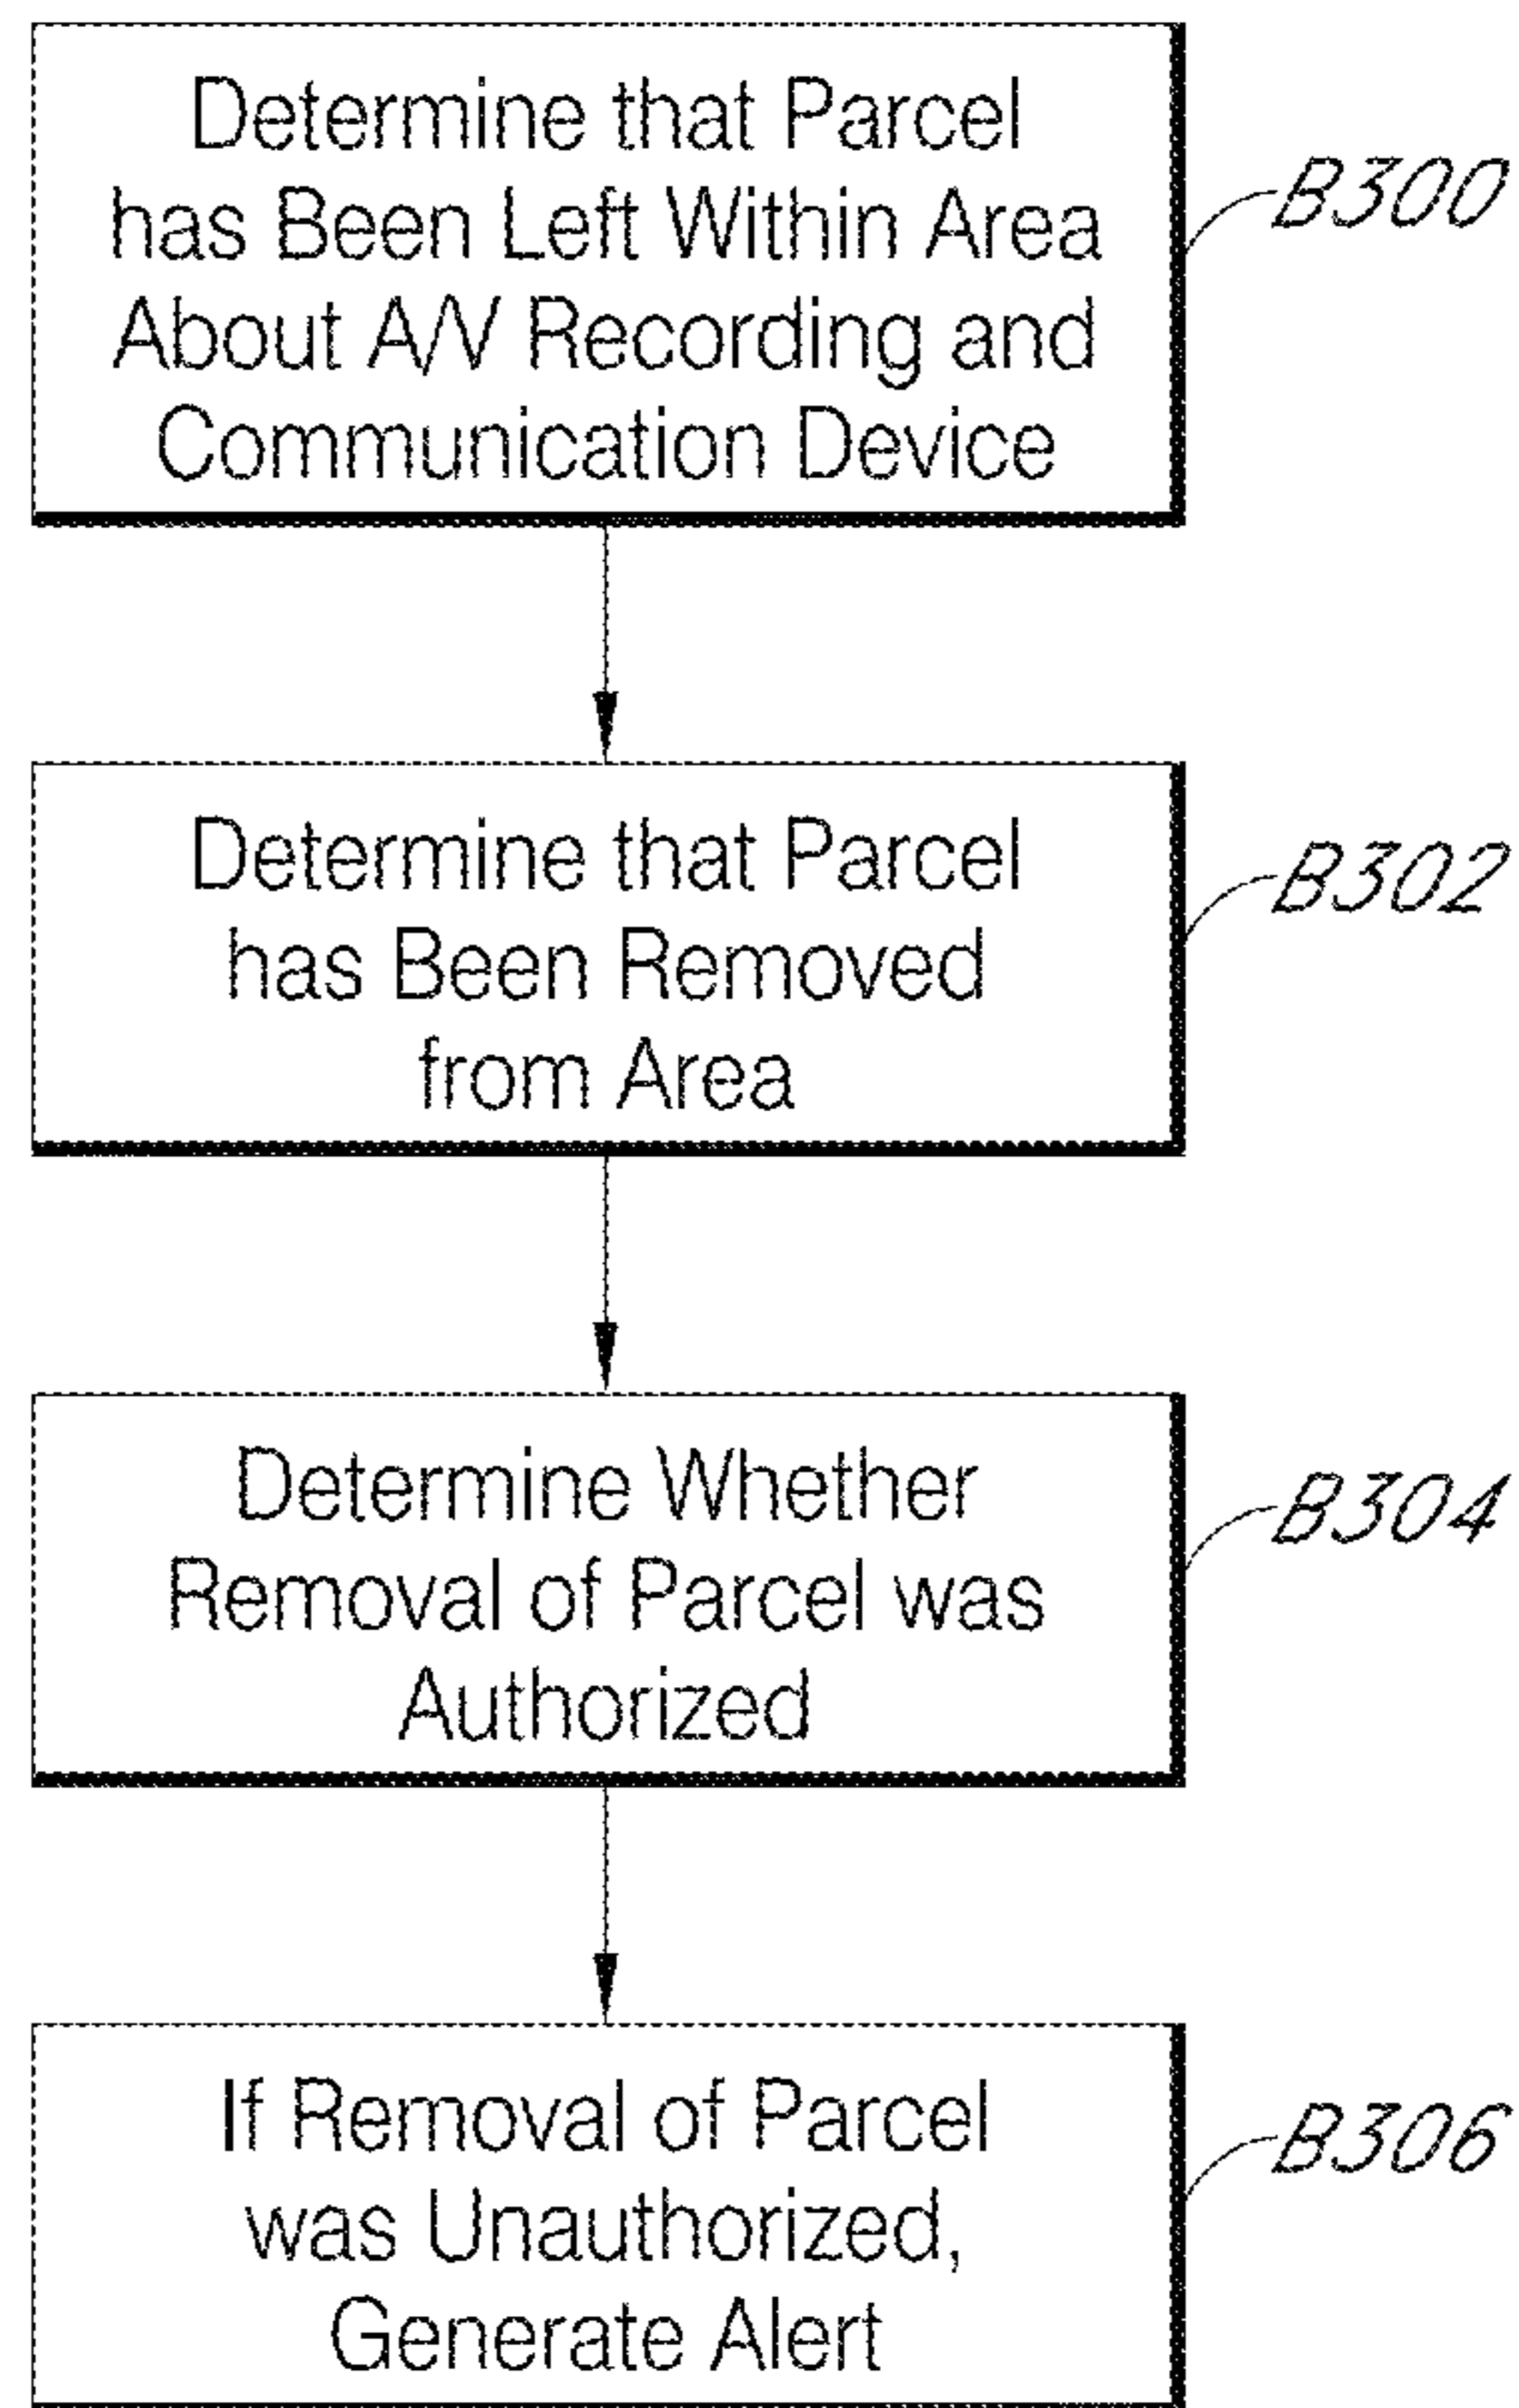 Determine that Parcel
has Been Left Within Area
About A/V Recording and
Communication Device
B300
Determine that Parcel
has Been Removed
from Area
B302
Determine Whether
Removal of Parcel was
Authorized
B304
If Removal of Parcel
was Unauthorized,
Generate Alert
B306